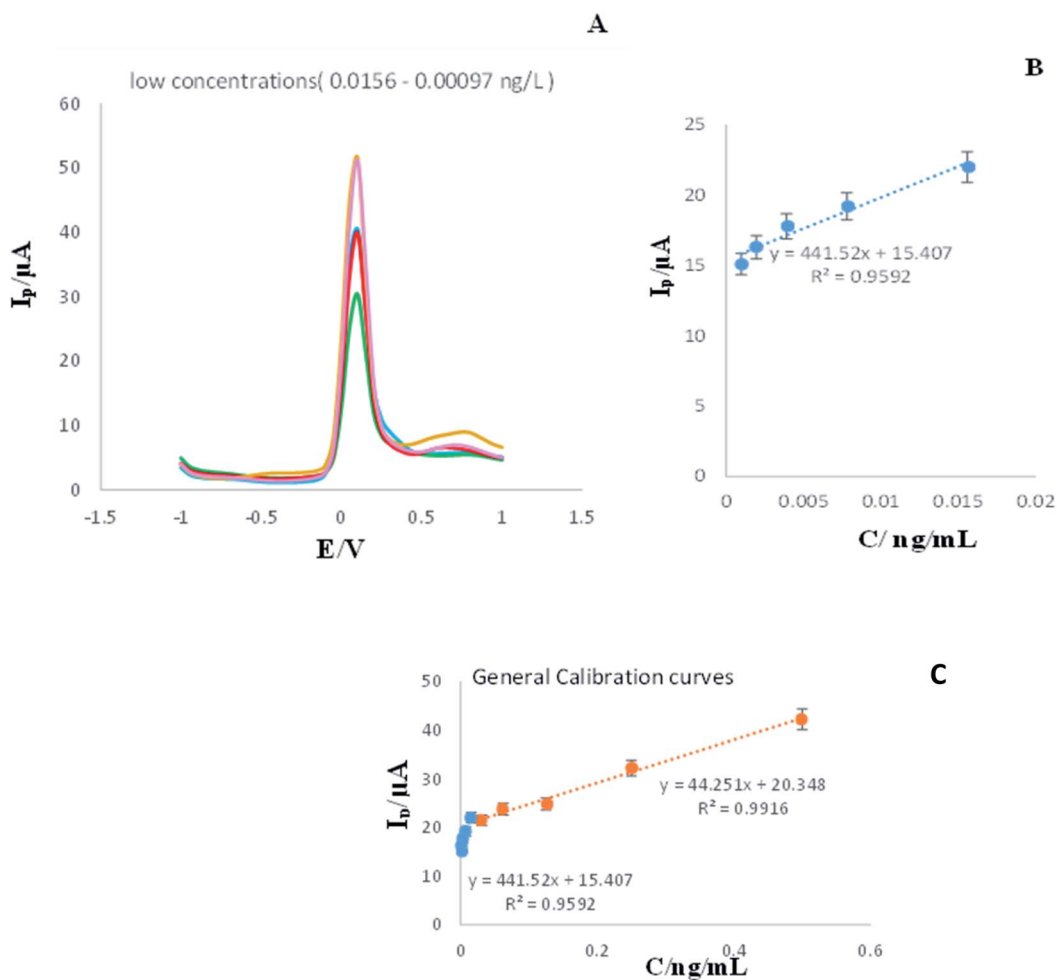 A
low concentrations( 0.0156 - 0.00097 ng/L )
60
50
40
30
20
10
0
-1.5
-1
-0.5
0
0.5
1
1.5
Ip/µA
E/V
B
25
20
15
10
5
0
0
0.005
0.01
0.015
0.02
y = 441.52x + 15.407
R² = 0.9592
Ip/µA
C/ ng/mL
C
General Calibration curves
50
40
30
20
10
0
0
0.2
0.4
0.6
y = 44.251x + 20.348
R² = 0.9916
y = 441.52x + 15.407
R² = 0.9592
Ip/µA
C/ng/mL